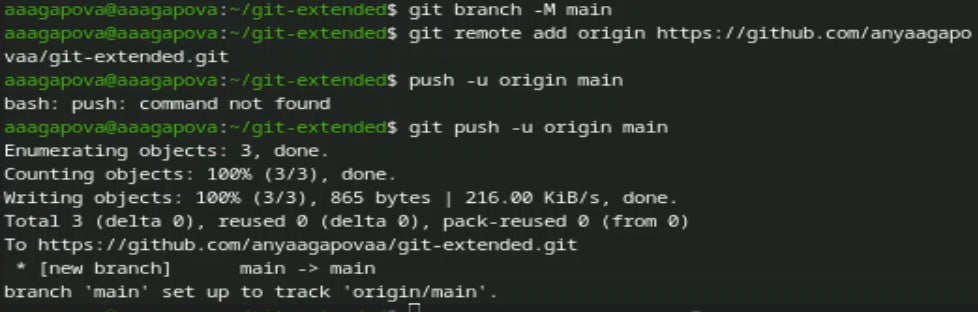 aaagapova@aaagapova:~/git-extended$ git branch -M main
aaagapova@aaagapova:~/git-extended$ git remote add origin https://github.com/anyaagapo
vaa/git-extended.git
aaagapova@aaagapova:~/git-extended$ push -u origin main
bash: push: command not found
aaagapova@aaagapova:~/git-extended$ git push -u origin main
Enumerating objects: 3, done.
Counting objects: 100% (3/3), done.
Writing objects: 100% (3/3), 865 bytes | 216.00 KiB/s, done.
Total 3 (delta 0), reused 0 (delta 0), pack-reused 0 (from 0)
To https://github.com/anyaagapovaa/git-extended.git
 * [new branch]      main -> main
branch 'main' set up to track 'origin/main'.